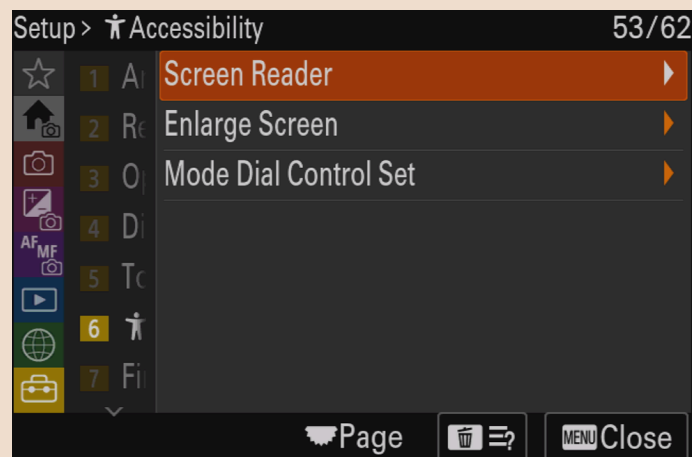 Setup > Accessibility 53/62
Screen Reader
Enlarge Screen
Mode Dial Control Set
1
2
3
4
AF MF
5
6
7
Page ? MENU Close